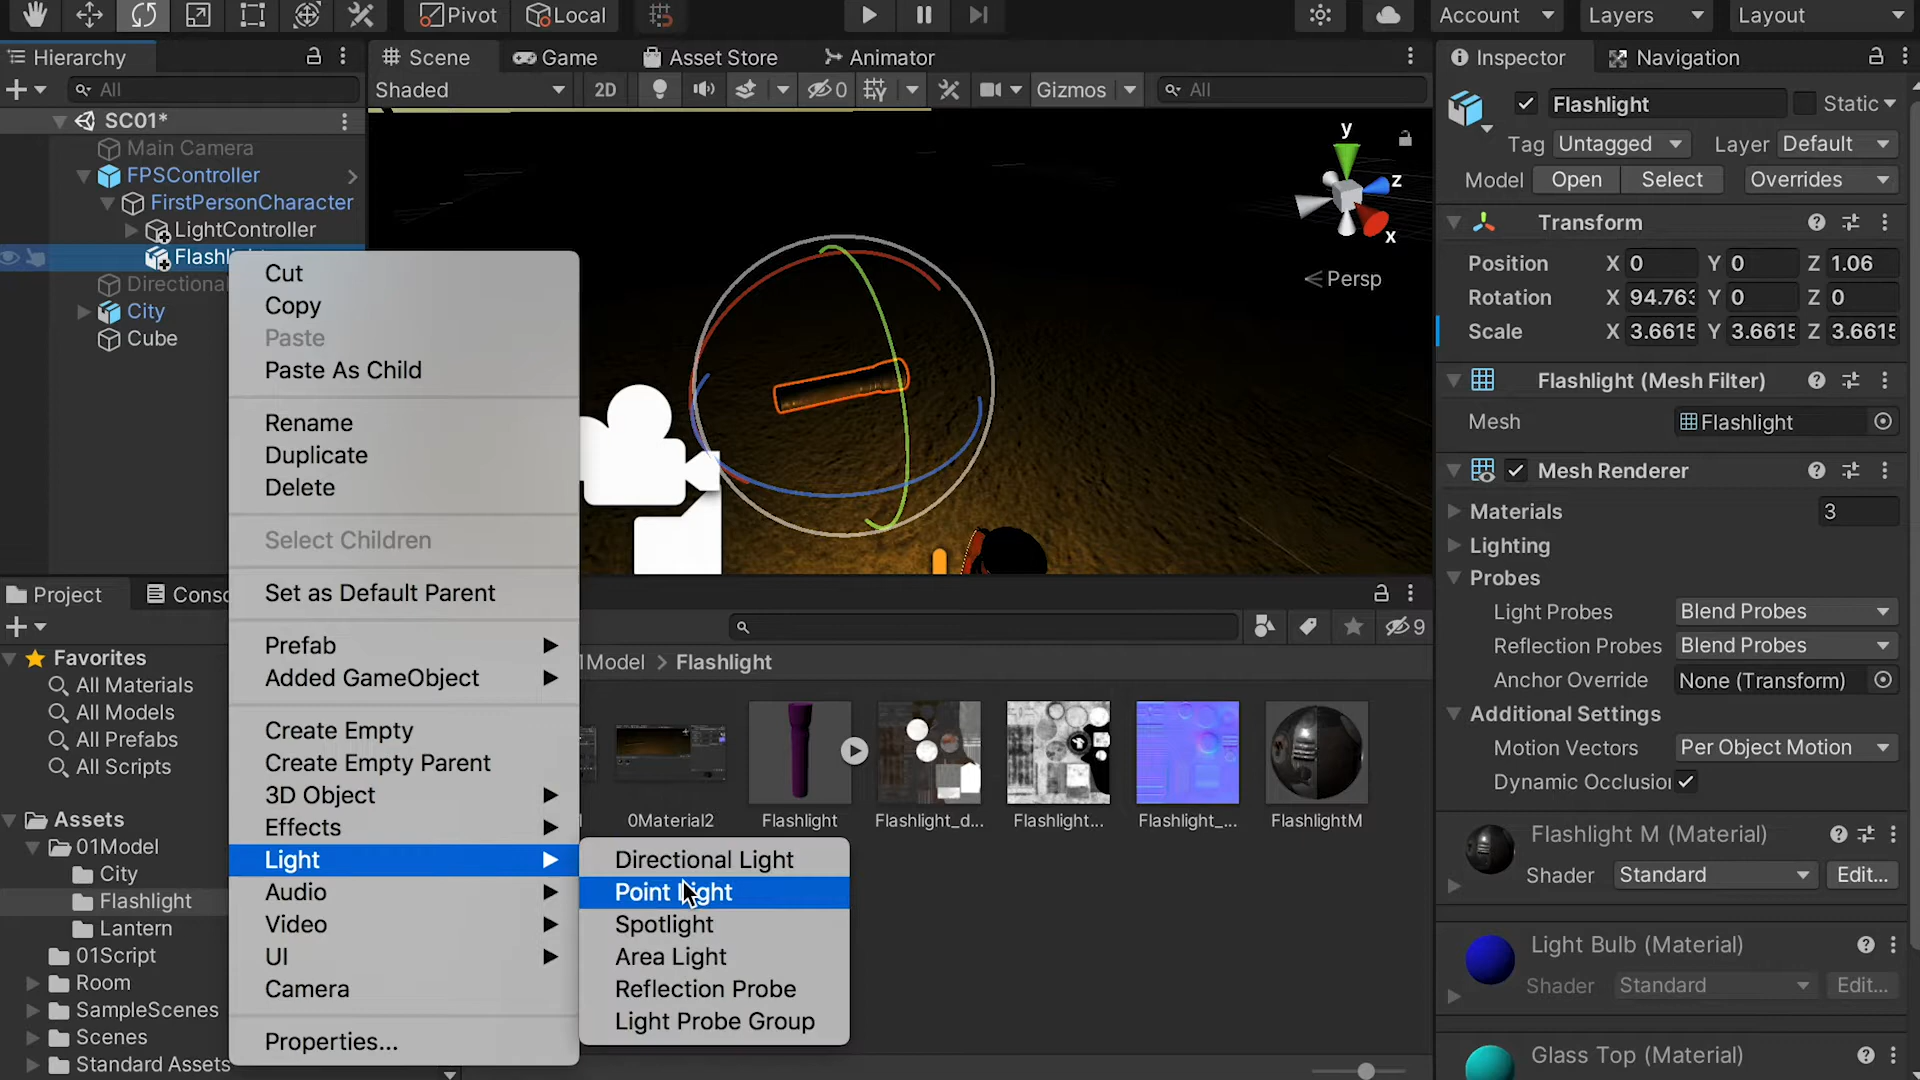 Pivot
Local
Account
Layers
Layout
Hierarchy
Scene
Game
Asset Store
Animator
Inspector
Navigation
All
Shaded
2D
0
Gizmos
All
SC01*
Main Camera
FPSController
FirstPersonCharacter
LightController
Flashli
Directional
City
Cube
y
z
x
Persp
Flashlight
Static
Tag
Untagged
Layer
Default
Model
Open
Select
Overrides
Transform
Position X 0 Y 0 Z 1.06
Rotation X 94.763 Y 0 Z 0
Scale X 3.6615 Y 3.6615 Z 3.6615
Flashlight (Mesh Filter)
Mesh
Flashlight
Mesh Renderer
Materials
3
Lighting
Probes
Light Probes
Blend Probes
Reflection Probes
Blend Probes
Anchor Override
None (Transform)
Additional Settings
Motion Vectors
Per Object Motion
Dynamic Occlusion
Flashlight M (Material)
Shader
Standard
Edit...
Light Bulb (Material)
Shader
Standard
Edit...
Glass Top (Material)
Cut
Copy
Paste
Paste As Child
Rename
Duplicate
Delete
Select Children
Set as Default Parent
Prefab
Added GameObject
Create Empty
Create Empty Parent
3D Object
Effects
Light
Audio
Video
UI
Camera
Properties...
Directional Light
Point Light
Spotlight
Area Light
Reflection Probe
Light Probe Group
Project
Conso
9
Favorites
All Materials
All Models
All Prefabs
All Scripts
Assets
01Model
City
Flashlight
Lantern
01Script
Room
SampleScenes
Scenes
Standard Assets
1Model > Flashlight
0Material2
Flashlight
Flashlight_d...
Flashlight...
Flashlight_...
FlashlightM